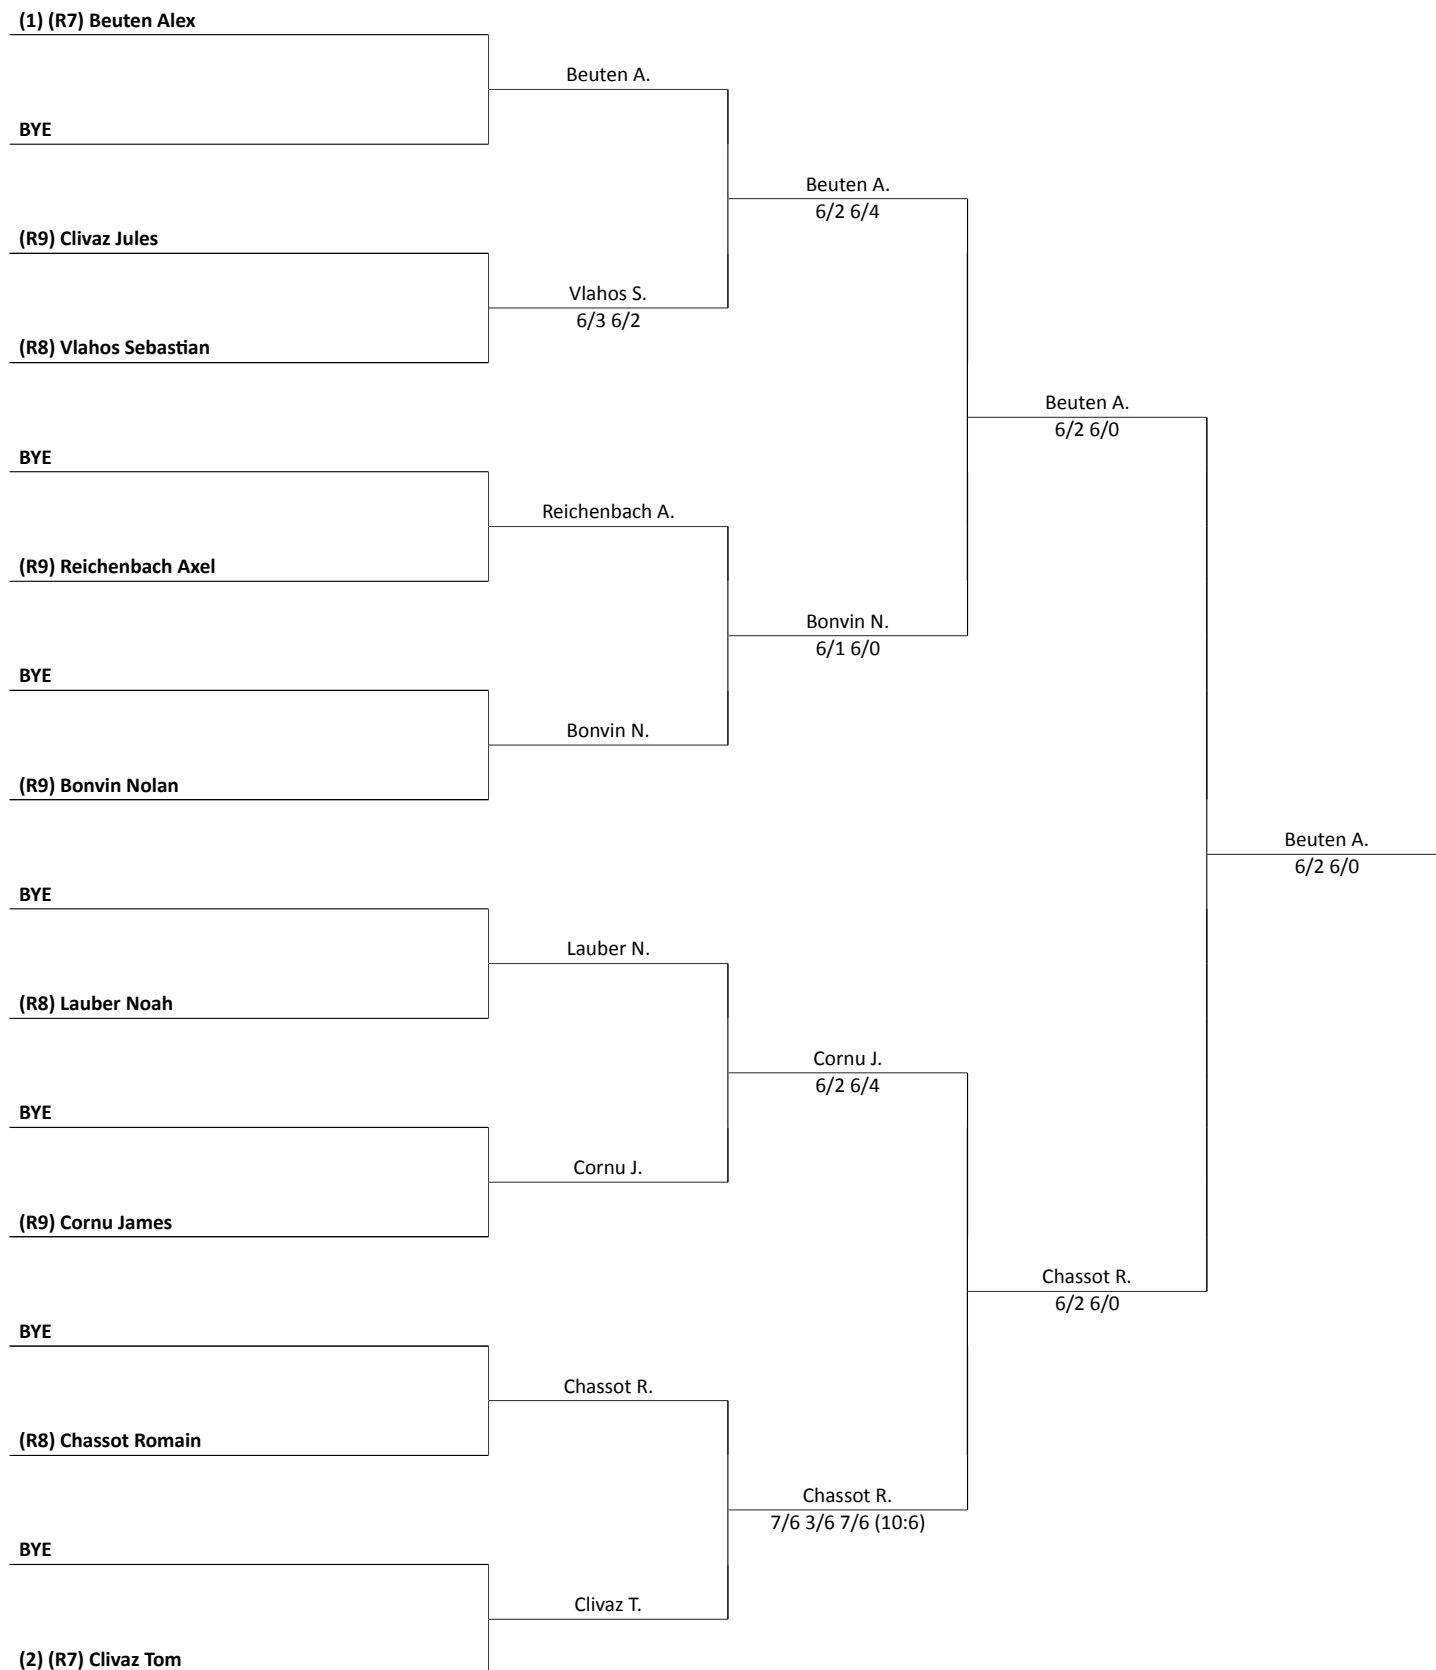 (1) (R7) Beuten Alex
Beuten A.
BYE
Beuten A.
6/2 6/4
(R9) Clivaz Jules
Vlahos S.
6/3 6/2
(R8) Vlahos Sebastian
Beuten A.
6/2 6/0
BYE
Reichenbach A.
(R9) Reichenbach Axel
Bonvin N.
6/1 6/0
BYE
Bonvin N.
(R9) Bonvin Nolan
Beuten A.
6/2 6/0
BYE
Lauber N.
(R8) Lauber Noah
Cornu J.
6/2 6/4
BYE
Cornu J.
(R9) Cornu James
Chassot R.
6/2 6/0
BYE
Chassot R.
(R8) Chassot Romain
Chassot R.
7/6 3/6 7/6 (10:6)
BYE
Clivaz T.
(2) (R7) Clivaz Tom